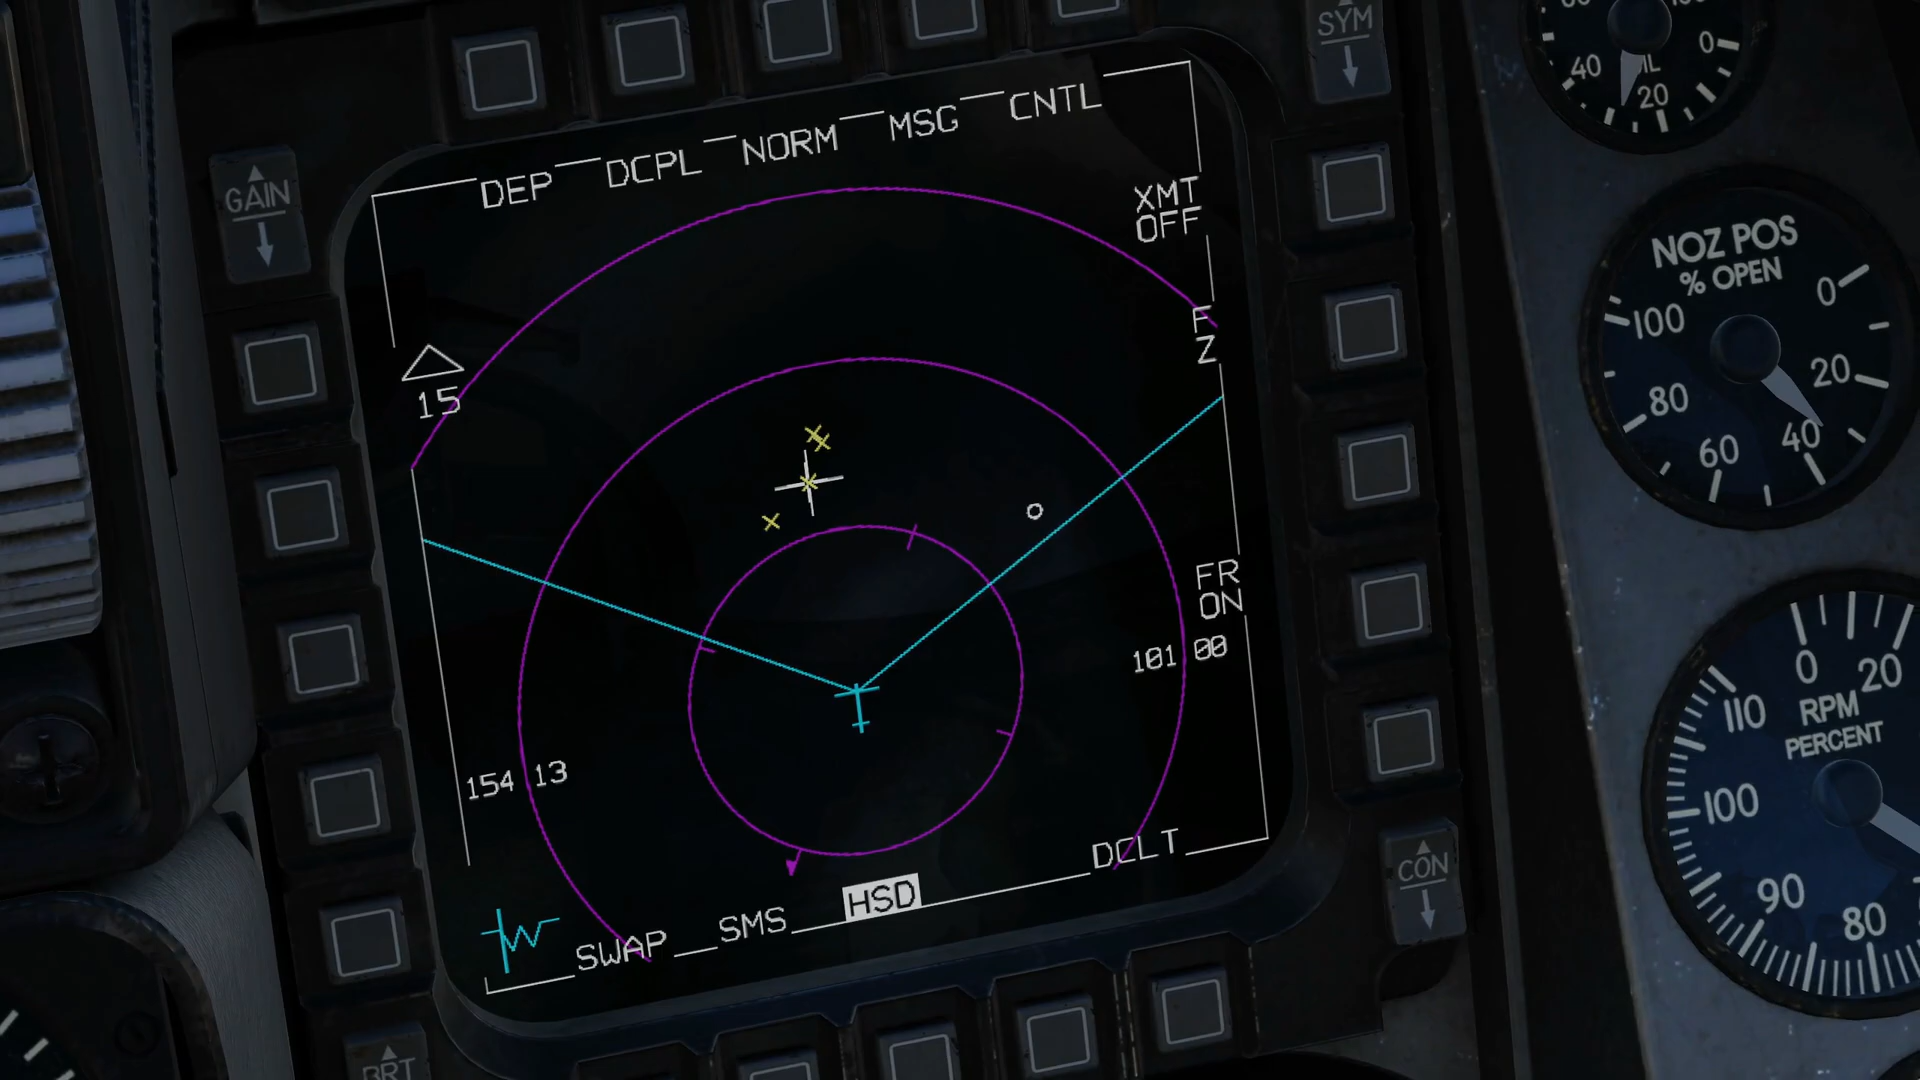 SYM
GAIN
DEP DCPL NORM MSG CNTL
XMT
OFF
F
Z
15
FR
ON
101 00
154 13
DCLT
HSD
SMS
SWAP
CON
BRT
0
40
20
NOZ POS
% OPEN
0
100
20
80
60
40
0
20
110
RPM
PERCENT
100
90
80